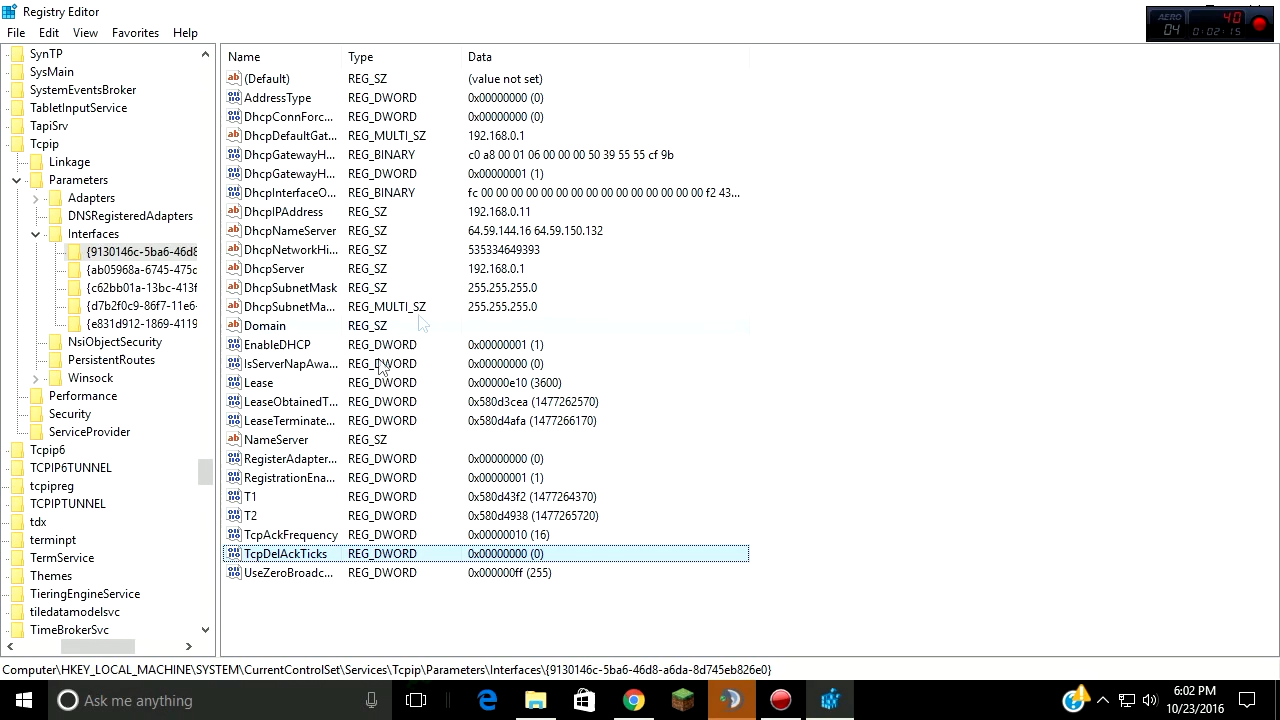 Registry Editor
File Edit View Favorites Help
AERO 40
04 0:02:15
SynTP
SysMain
SystemEventsBroker
TabletInputService
TapiSrv
Tcpip
Linkage
Parameters
Adapters
DNSRegisteredAdapters
Interfaces
{9130146c-5ba6-46d8
{ab05968a-6745-475c
{c62bb01a-13bc-413f
{d7b2f0c9-86f7-11e6-
{e831d912-1869-4119
NsiObjectSecurity
PersistentRoutes
Winsock
Performance
Security
ServiceProvider
Tcpip6
TCPIP6TUNNEL
tcpipreg
TCPIPTUNNEL
tdx
terminpt
TermService
Themes
TieringEngineService
tiledatamodelsvc
TimeBrokerSvc
Name Type Data
(Default) REG_SZ (value not set)
AddressType REG_DWORD 0x00000000 (0)
DhcpConnForc... REG_DWORD 0x00000000 (0)
DhcpDefaultGat... REG_MULTI_SZ 192.168.0.1
DhcpGatewayH... REG_BINARY c0 a8 00 01 06 00 00 00 50 39 55 55 cf 9b
DhcpGatewayH... REG_DWORD 0x00000001 (1)
DhcpInterfaceO... REG_BINARY fc 00 00 00 00 00 00 00 00 00 00 00 00 00 00 00 f2 43...
DhcpIPAddress REG_SZ 192.168.0.11
DhcpNameServer REG_SZ 64.59.144.16 64.59.150.132
DhcpNetworkHi... REG_SZ 535334649393
DhcpServer REG_SZ 192.168.0.1
DhcpSubnetMask REG_SZ 255.255.255.0
DhcpSubnetMa... REG_MULTI_SZ 255.255.255.0
Domain REG_SZ
EnableDHCP REG_DWORD 0x00000001 (1)
IsServerNapAwa... REG_DWORD 0x00000000 (0)
Lease REG_DWORD 0x00000e10 (3600)
LeaseObtainedT... REG_DWORD 0x580d3cea (1477262570)
LeaseTerminate... REG_DWORD 0x580d4afa (1477266170)
NameServer REG_SZ
RegisterAdapter... REG_DWORD 0x00000000 (0)
RegistrationEna... REG_DWORD 0x00000001 (1)
T1 REG_DWORD 0x580d43f2 (1477264370)
T2 REG_DWORD 0x580d4938 (1477265720)
TcpAckFrequency REG_DWORD 0x00000010 (16)
TcpDelAckTicks REG_DWORD 0x00000000 (0)
UseZeroBroadc... REG_DWORD 0x000000ff (255)
Computer\HKEY_LOCAL_MACHINE\SYSTEM\CurrentControlSet\Services\Tcpip\Parameters\Interfaces\{9130146c-5ba6-46d8-a6da-8d745eb826e0}
Ask me anything
6:02 PM
10/23/2016